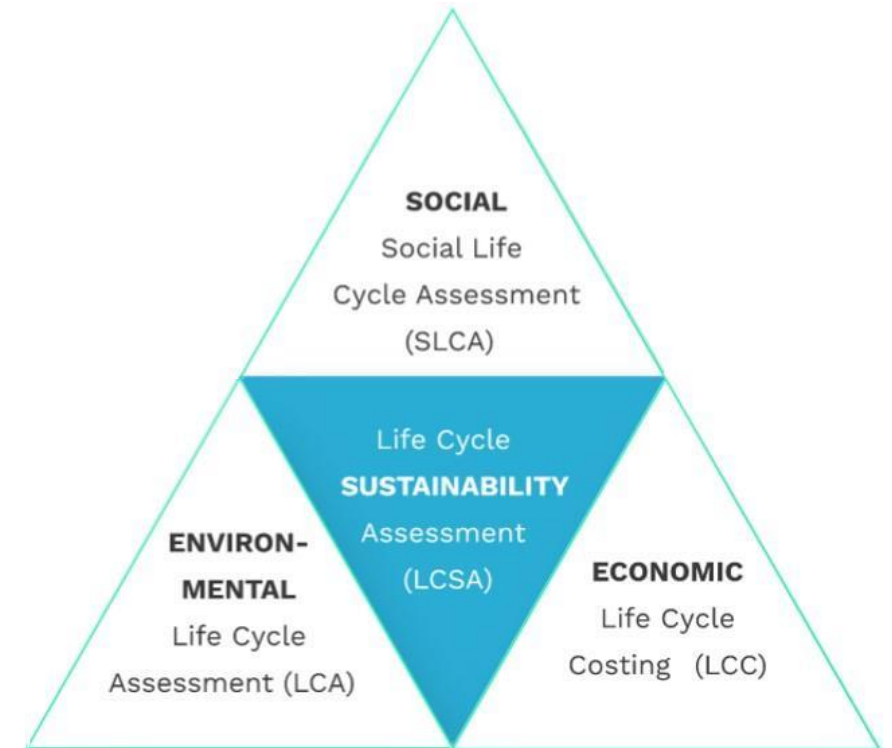 SOCIAL
Social Life
Cycle Assessment
(SLCA)
Life Cycle
SUSTAINABILITY
Assessment
(LCSA)
ENVIRON-
MENTAL
Life Cycle
Assessment (LCA)
ECONOMIC
Life Cycle
Costing (LCC)